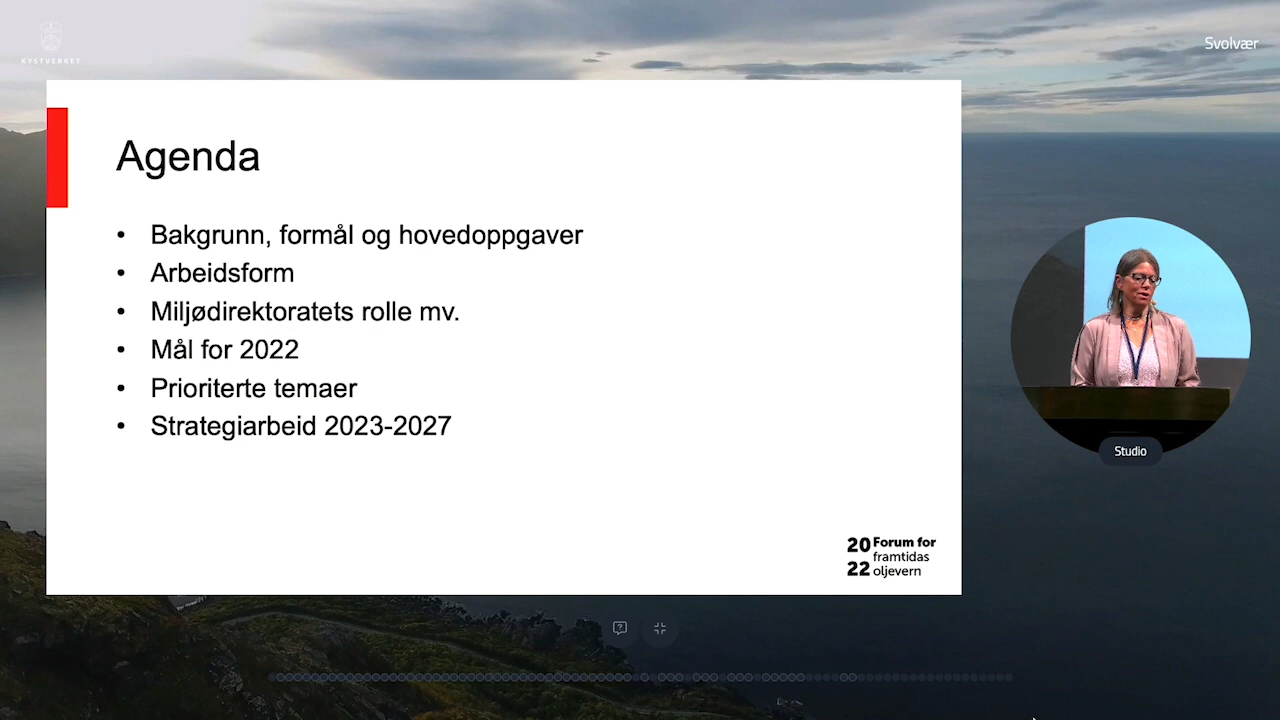 KYSTVERKET
Svolvær
Agenda
• Bakgrunn, formål og hovedoppgaver
• Arbeidsform
• Miljødirektoratets rolle mv.
• Mål for 2022
• Prioriterte temaer
• Strategiarbeid 2023-2027
Studio
20 Forum for
framtidas
22 oljevern